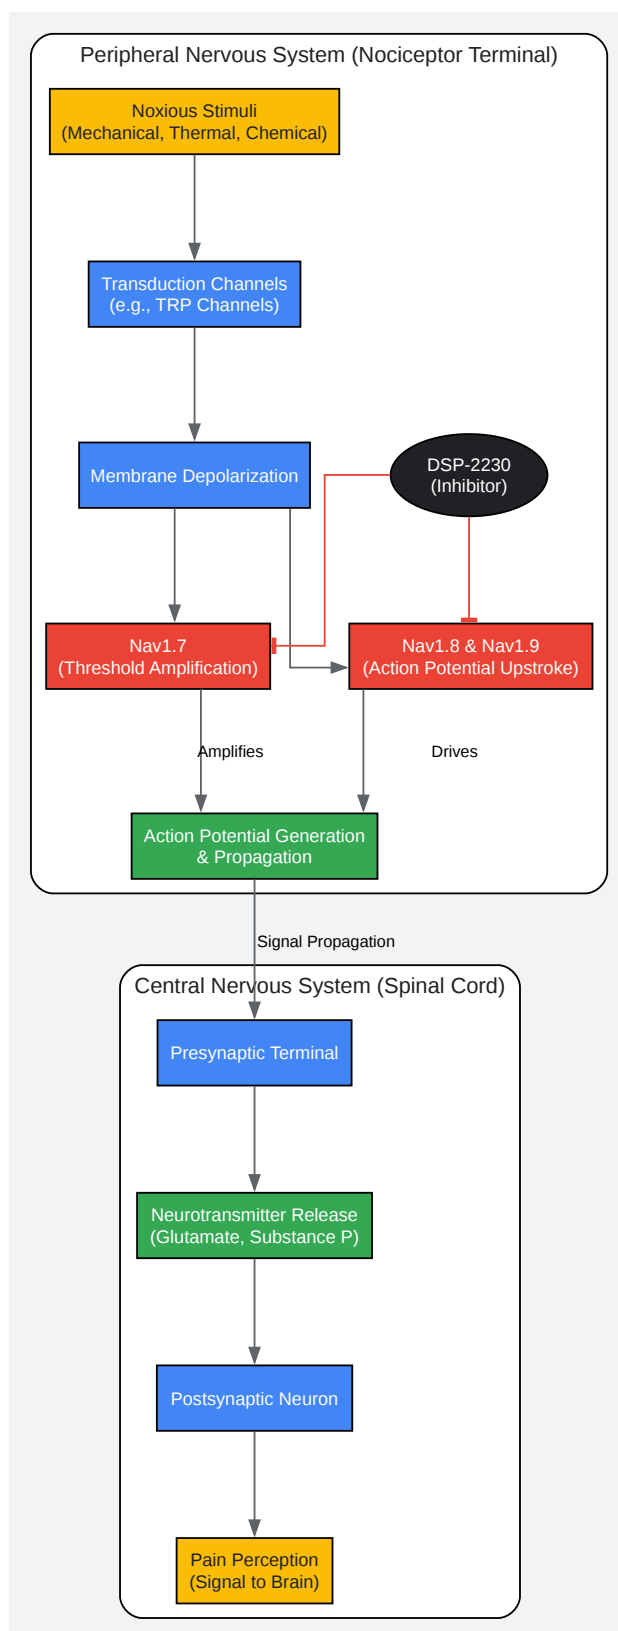 Peripheral Nervous System (Nociceptor Terminal)
Noxious Stimuli
(Mechanical, Thermal, Chemical)
Transduction Channels
(e.g., TRP Channels)
Membrane Depolarization
DSP-2230
(Inhibitor)
Nav1.7
(Threshold Amplification)
Nav1.8 & Nav1.9
(Action Potential Upstroke)
Amplifies
Drives
Action Potential Generation
& Propagation
Signal Propagation
Central Nervous System (Spinal Cord)
Presynaptic Terminal
Neurotransmitter Release
(Glutamate, Substance P)
Postsynaptic Neuron
Pain Perception
(Signal to Brain)